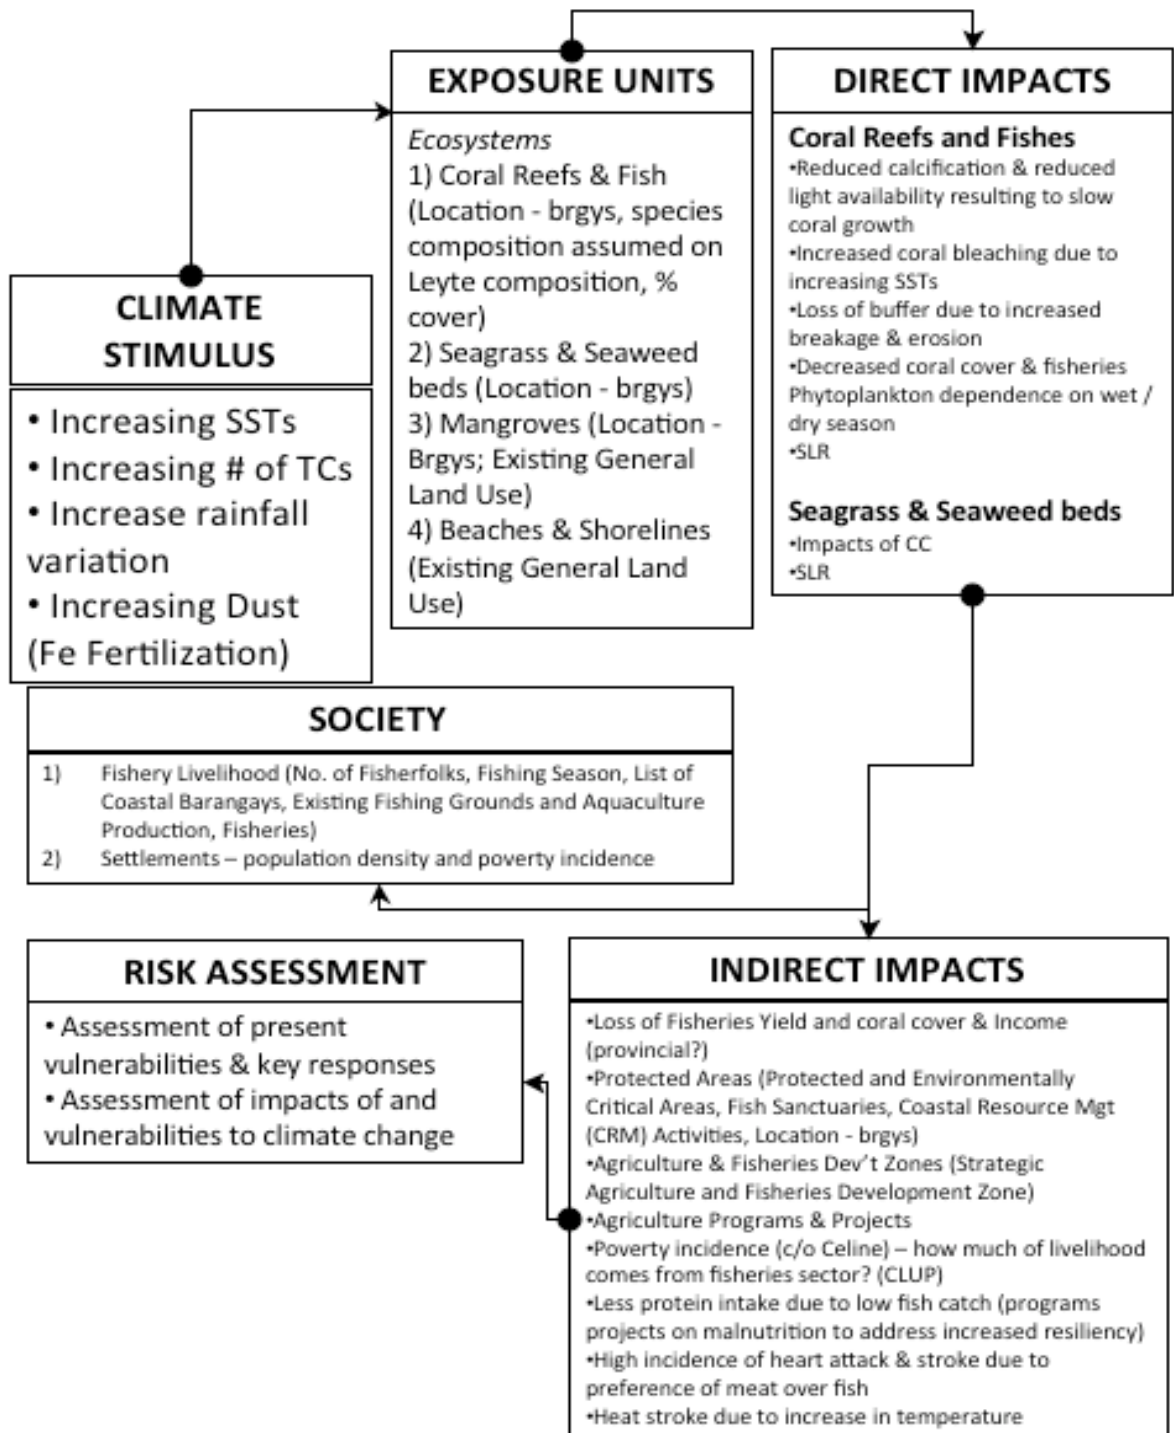 CLIMATE
STIMULUS
• Increasing SSTs
• Increasing # of TCs
• Increase rainfall
variation
• Increasing Dust
(Fe Fertilization)
EXPOSURE UNITS
Ecosystems
1) Coral Reefs & Fish
(Location - brgys, species
composition assumed on
Leyte composition, %
cover)
2) Seagrass & Seaweed
beds (Location - brgys)
3) Mangroves (Location -
Brgys; Existing General
Land Use)
4) Beaches & Shorelines
(Existing General Land
Use)
DIRECT IMPACTS
Coral Reefs and Fishes
•Reduced calcification & reduced
light availability resulting to slow
coral growth
•Increased coral bleaching due to
increasing SSTs
•Loss of buffer due to increased
breakage & erosion
•Decreased coral cover & fisheries
Phytoplankton dependence on wet /
dry season
•SLR
Seagrass & Seaweed beds
•Impacts of CC
•SLR
SOCIETY
1) Fishery Livelihood (No. of Fisherfolks, Fishing Season, List of
Coastal Barangays, Existing Fishing Grounds and Aquaculture
Production, Fisheries)
2) Settlements – population density and poverty incidence
RISK ASSESSMENT
• Assessment of present
vulnerabilities & key responses
• Assessment of impacts of and
vulnerabilities to climate change
INDIRECT IMPACTS
•Loss of Fisheries Yield and coral cover & Income
(provincial?)
•Protected Areas (Protected and Environmentally
Critical Areas, Fish Sanctuaries, Coastal Resource Mgt
(CRM) Activities, Location - brgys)
•Agriculture & Fisheries Dev’t Zones (Strategic
Agriculture and Fisheries Development Zone)
•Agriculture Programs & Projects
•Poverty incidence (c/o Celine) – how much of livelihood
comes from fisheries sector? (CLUP)
•Less protein intake due to low fish catch (programs
projects on malnutrition to address increased resiliency)
•High incidence of heart attack & stroke due to
preference of meat over fish
•Heat stroke due to increase in temperature